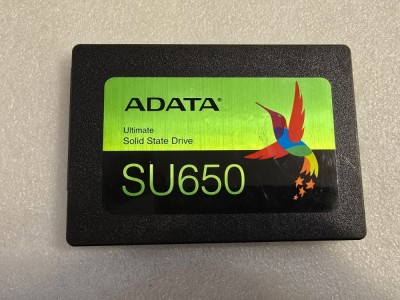 ADATA
Ultimate
Solid State Drive
SU650